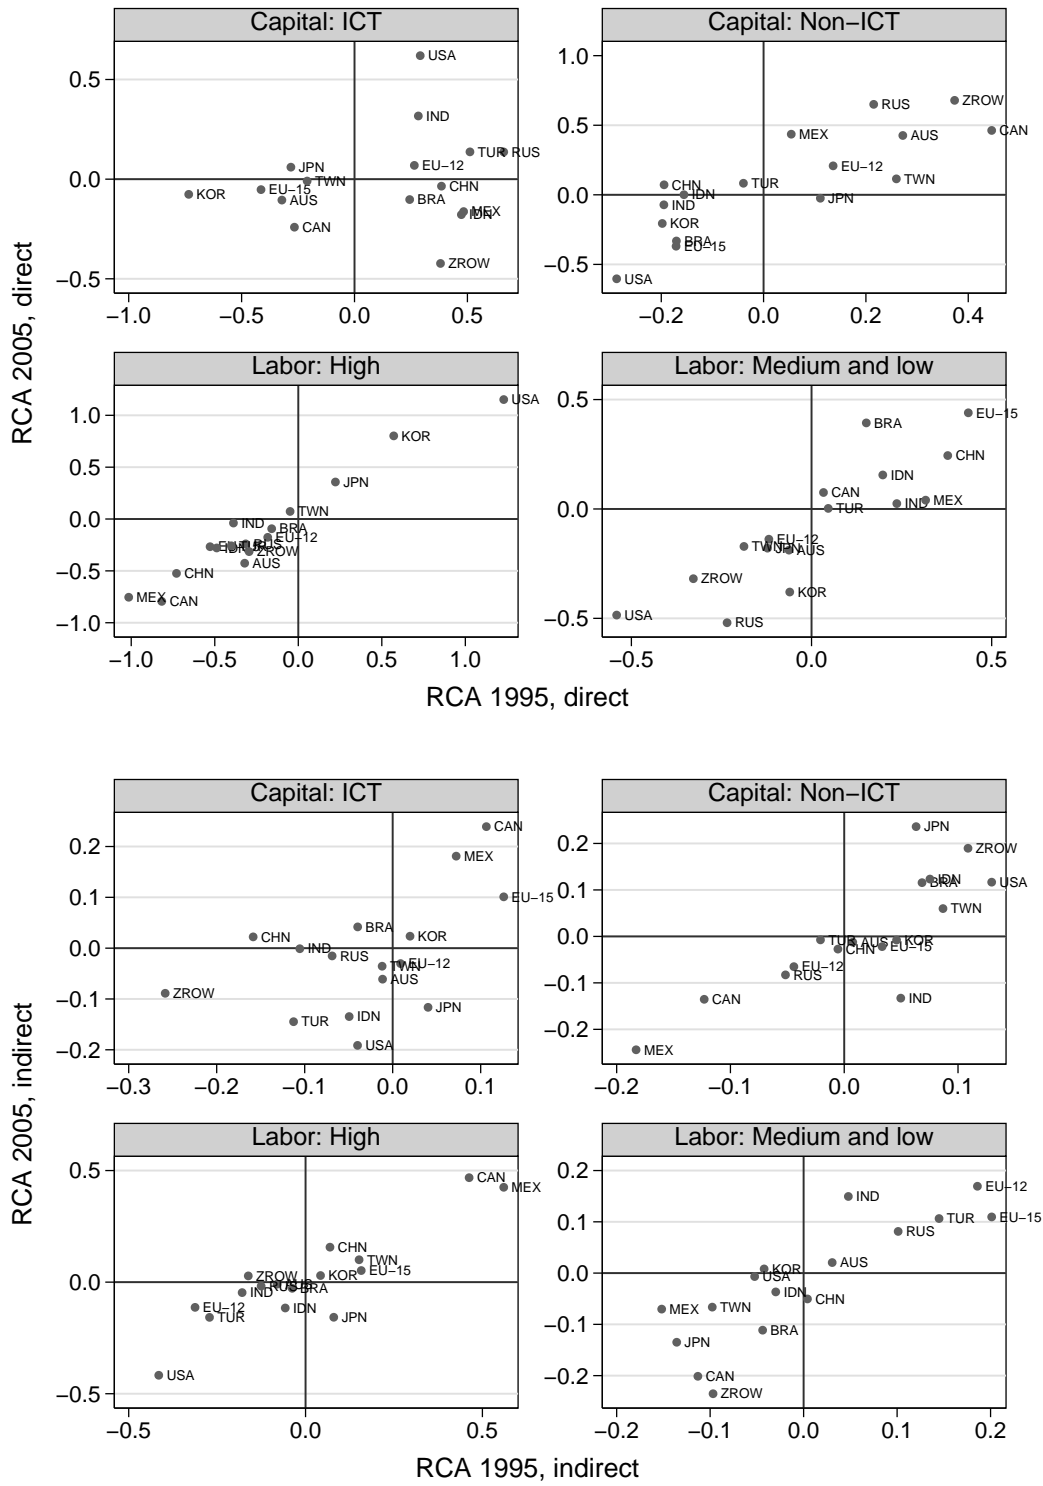 Capital: ICT
Capital: Non−ICT
0.5
0.0
−0.5
USA
IND
TUR
RUS
JPN
EU−12
TWN
EU−15
KOR
AUS
CHN
BRA
MEX
IDN
CAN
ZROW
−1.0 −0.5 0.0 0.5
1.0
0.5
0.0
−0.5
ZROW
RUS
CAN
MEX
AUS
EU−12
TWN
CHN
TUR
IDN
JPN
IND
KOR
BRA
EU−15
USA
−0.2 0.0 0.2 0.4
RCA 2005, direct
Labor: High
Labor: Medium and low
1.0
0.5
0.0
−0.5
−1.0
USA
KOR
JPN
TWN
IND
BRA
EU−12
RUS
TUR
IDN
ZROW
AUS
CHN
MEX
CAN
−1.0 −0.5 0.0 0.5 1.0
0.5
0.0
−0.5
EU−15
BRA
CHN
IDN
CAN
MEX
IND
TUR
EU−12
TWN
JPN
AUS
ZROW
KOR
USA
RUS
−0.5 0.0 0.5
RCA 1995, direct
Capital: ICT
Capital: Non−ICT
0.2
0.1
0.0
−0.1
−0.2
CAN
MEX
EU−15
BRA
CHN
KOR
IND
RUS
TWN
EU−12
AUS
ZROW
JPN
IDN
TUR
USA
−0.3 −0.2 −0.1 0.0 0.1
0.2
0.1
0.0
−0.1
−0.2
JPN
ZROW
IDN
BRA
USA
TWN
TUR
AUS
KOR
EU−15
CHN
EU−12
RUS
CAN
IND
MEX
−0.2 −0.1 0.0 0.1
RCA 2005, indirect
Labor: High
Labor: Medium and low
0.5
0.0
−0.5
CAN
MEX
CHN
TWN
EU−15
ZROW
KOR
RUS
AUS
BRA
IND
EU−12
IDN
TUR
JPN
USA
−0.5 0.0 0.5
0.2
0.1
0.0
−0.1
−0.2
EU−12
IND
TUR
EU−15
RUS
AUS
KOR
USA
IDN
CHN
MEX
TWN
BRA
JPN
CAN
ZROW
−0.2 −0.1 0.0 0.1 0.2
RCA 1995, indirect